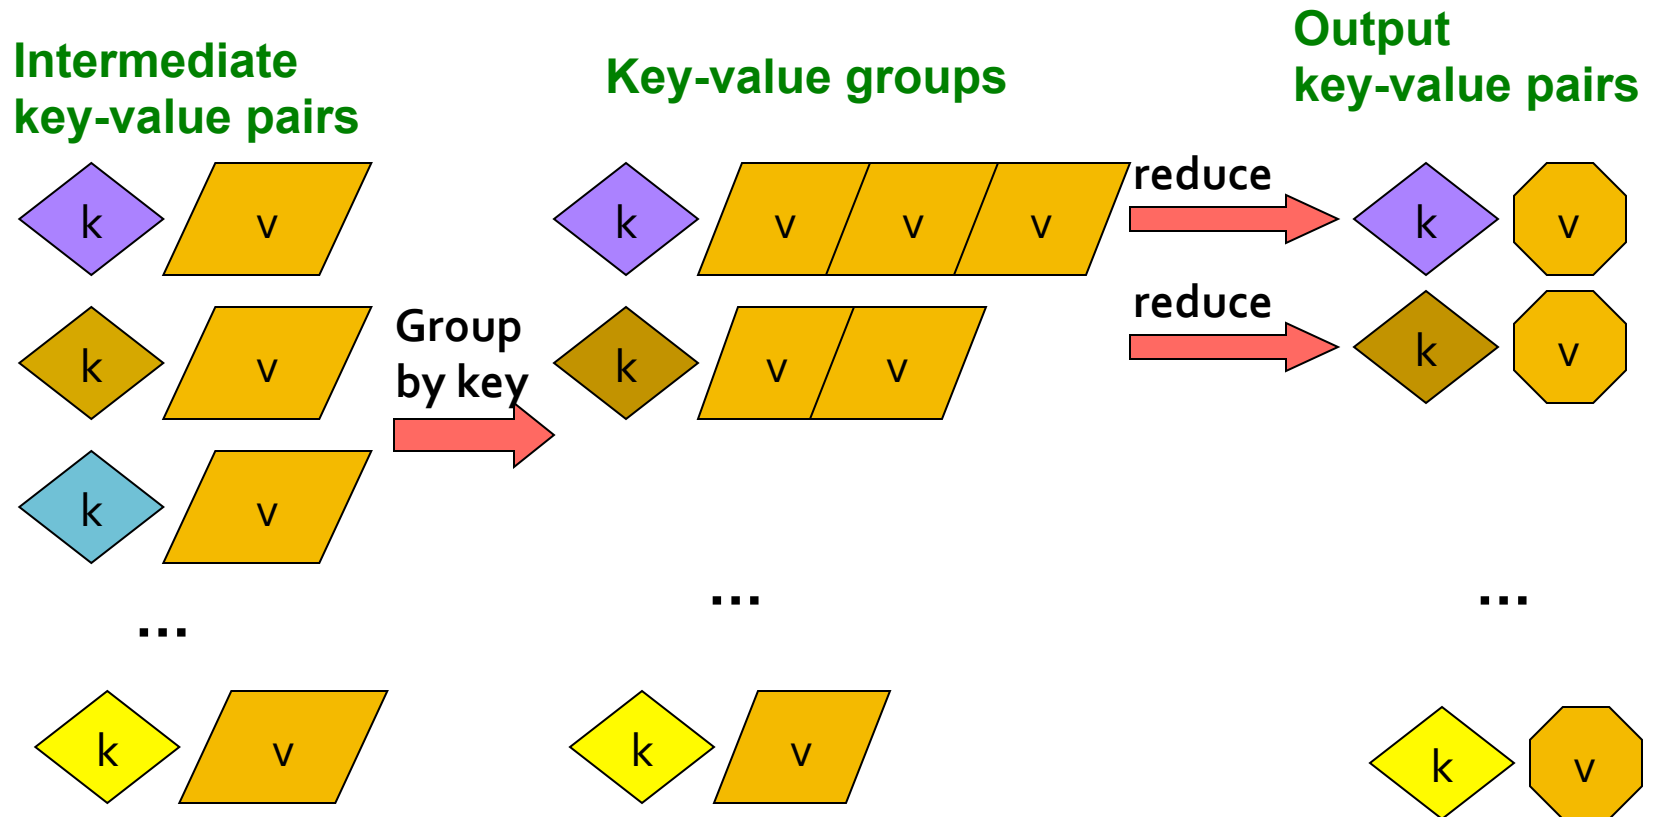 Intermediate
key-value pairs
k v
k v
k v
...
k v
Group
by key
Key-value groups
k v v v
k v v
...
k v
reduce
reduce
Output
key-value pairs
k v
k v
...
k v